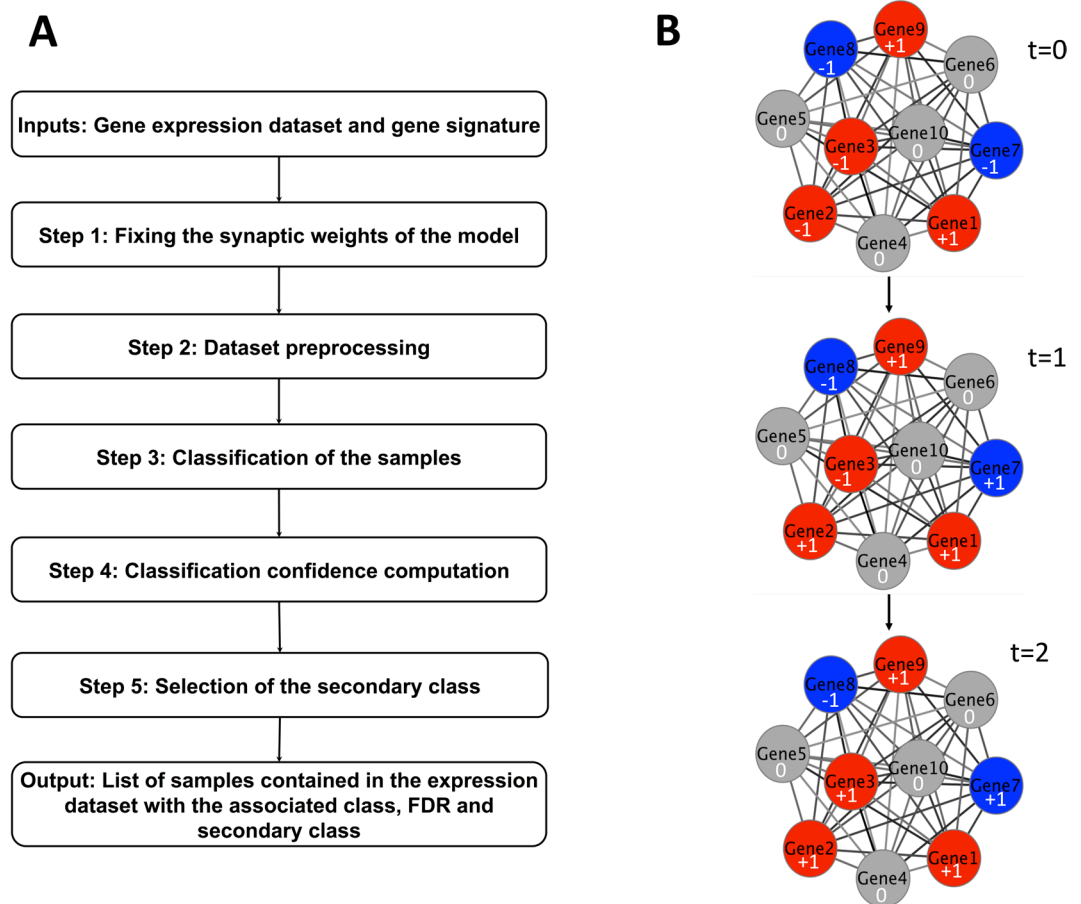 A
Inputs: Gene expression dataset and gene signature
Step 1: Fixing the synaptic weights of the model
Step 2: Dataset preprocessing
Step 3: Classification of the samples
Step 4: Classification confidence computation
Step 5: Selection of the secondary class
Output: List of samples contained in the expression
dataset with the associated class, FDR and
secondary class
B
t=0
Gene9
+1
Gene8
-1
Gene6
0
Gene5
0
Gene10
0
Gene3
-1
Gene7
-1
Gene2
-1
Gene1
+1
Gene4
0
t=1
Gene9
+1
Gene8
-1
Gene6
0
Gene5
0
Gene10
0
Gene3
-1
Gene7
+1
Gene2
+1
Gene1
+1
Gene4
0
t=2
Gene9
+1
Gene8
-1
Gene6
0
Gene5
0
Gene10
0
Gene3
+1
Gene7
+1
Gene2
+1
Gene1
+1
Gene4
0